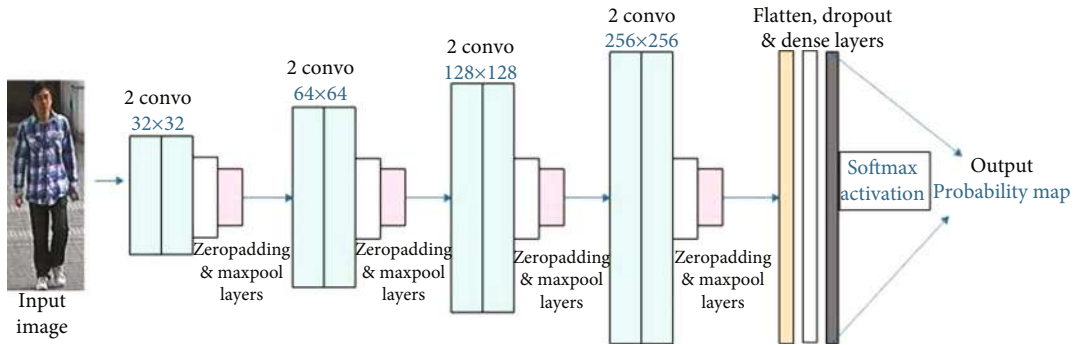 Input
image
2 convo
32×32
Zeropadding
& maxpool
layers
2 convo
64×64
Zeropadding
& maxpool
layers
2 convo
128×128
Zeropadding
& maxpool
layers
2 convo
256×256
Zeropadding
& maxpool
layers
Flatten, dropout
& dense layers
Softmax
activation
Output
Probability map